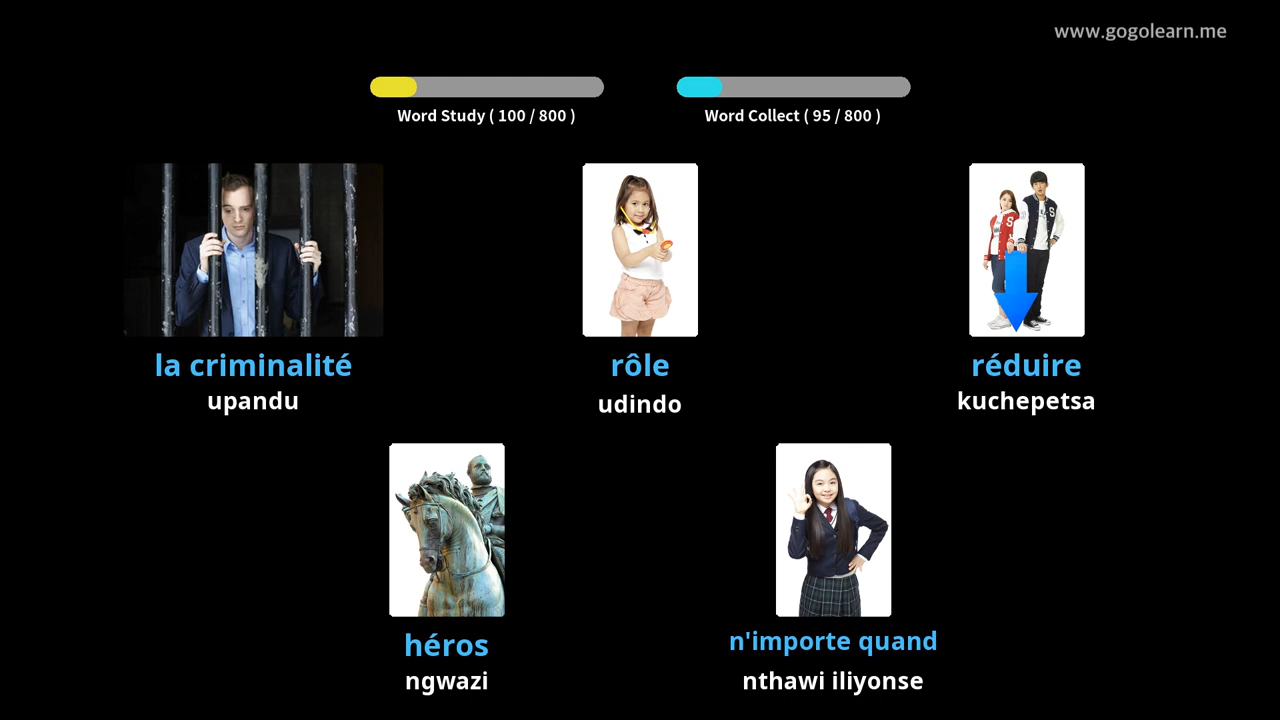 www.gogolearn.me
Word Study ( 100 / 800 )
Word Collect ( 95 / 800 )
la criminalité
upandu
rôle
udindo
réduire
kuchepetsa
héros
ngwazi
n'importe quand
nthawi iliyonse